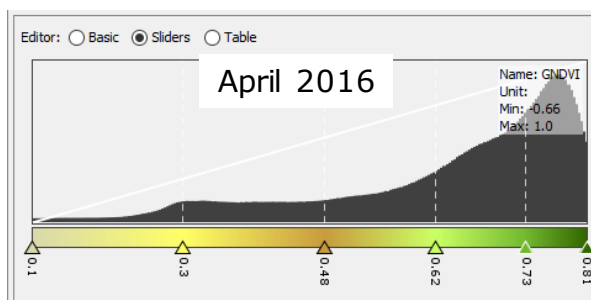 Editor: Basic Sliders Table
April 2016
Name: GNDVI
Unit:
Min: -0.66
Max: 1.0
0.1
0.3
0.48
0.62
0.73
0.81